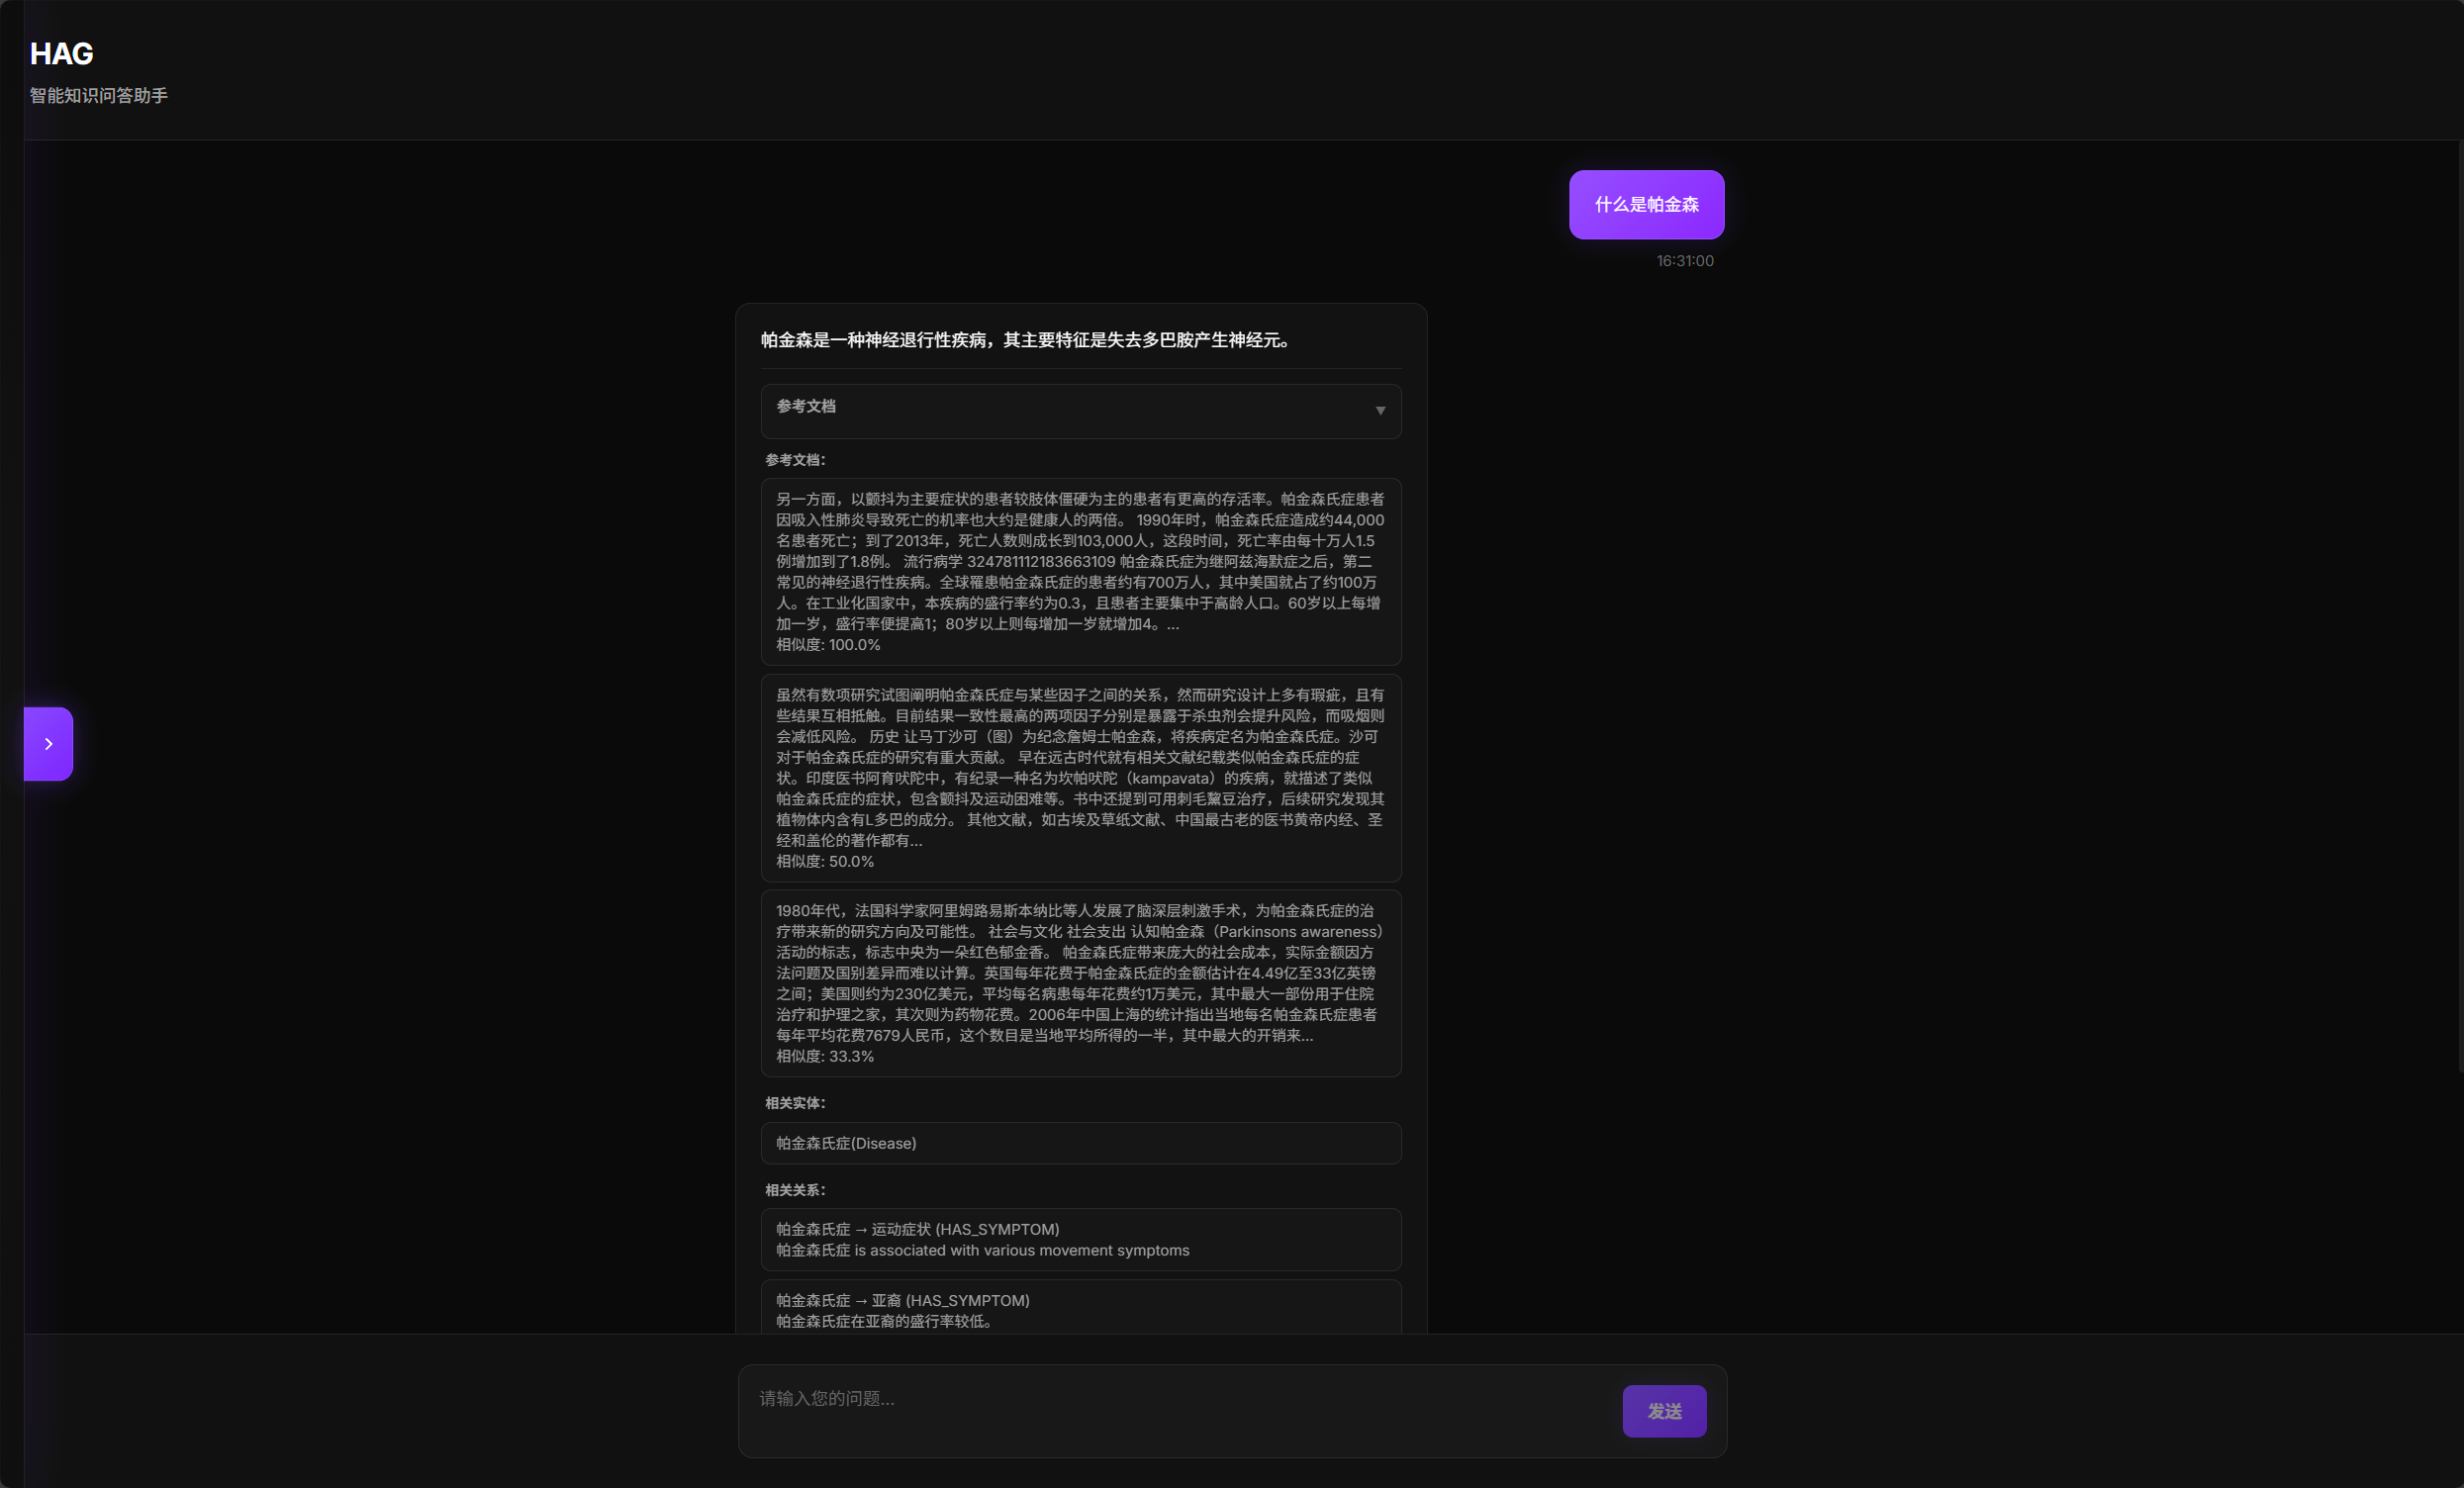 HAG
智能知识问答助手
什么是帕金森
16:31:00
帕金森是一种神经退行性疾病，其主要特征是失去多巴胺产生神经元。
参考文档
参考文档：
另一方面，以颤抖为主要症状的患者较肢体僵硬为主的患者有更高的存活率。帕金森氏症患者
因吸入性肺炎导致死亡的机率也大约是健康人的两倍。 1990年时，帕金森氏症造成约44,000
名患者死亡；到了2013年，死亡人数则成长到103,000人，这段时间，死亡率由每十万人1.5
例增加到了1.8例。 流行病学 324781112183663109 帕金森氏症为继阿兹海默症之后，第二
常见的神经退行性疾病。全球罹患帕金森氏症的患者约有700万人，其中美国就占了约100万
人。在工业化国家中，本疾病的盛行率约为0.3，且患者主要集中于高龄人口。60岁以上每增
加一岁，盛行率便提高1；80岁以上则每增加一岁就增加4。...
相似度: 100.0%
虽然有数项研究试图阐明帕金森氏症与某些因子之间的关系，然而研究设计上多有瑕疵，且有
些结果互相抵触。目前结果一致性最高的两项因子分别是暴露于杀虫剂会提升风险，而吸烟则
会减低风险。 历史 让马丁沙可（图）为纪念詹姆士帕金森，将疾病定名为帕金森氏症。沙可
对于帕金森氏症的研究有重大贡献。 早在远古时代就有相关文献纪载类似帕金森氏症的症
状。印度医书阿育吠陀中，有纪录一种名为坎帕吠陀（kampavata）的疾病，就描述了类似
帕金森氏症的症状，包含颤抖及运动困难等。书中还提到可用刺毛黧豆治疗，后续研究发现其
植物体内含有L多巴的成分。 其他文献，如古埃及草纸文献、中国最古老的医书黄帝内经、圣
经和盖伦的著作都有...
相似度: 50.0%
1980年代，法国科学家阿里姆路易斯本纳比等人发展了脑深层刺激手术，为帕金森氏症的治
疗带来新的研究方向及可能性。 社会与文化 社会支出 认知帕金森（Parkinsons awareness）
活动的标志，标志中央为一朵红色郁金香。 帕金森氏症带来庞大的社会成本，实际金额因方
法问题及国别差异而难以计算。英国每年花费于帕金森氏症的金额估计在4.49亿至33亿英镑
之间；美国则约为230亿美元，平均每名病患每年花费约1万美元，其中最大一部份用于住院
治疗和护理之家，其次则为药物花费。2006年中国上海的统计指出当地每名帕金森氏症患者
每年平均花费7679人民币，这个数目是当地平均所得的一半，其中最大的开销来...
相似度: 33.3%
相关实体：
帕金森氏症(Disease)
相关关系：
帕金森氏症 → 运动症状 (HAS_SYMPTOM)
帕金森氏症 is associated with various movement symptoms
帕金森氏症 → 亚裔 (HAS_SYMPTOM)
帕金森氏症在亚裔的盛行率较低。
请输入您的问题...
发送